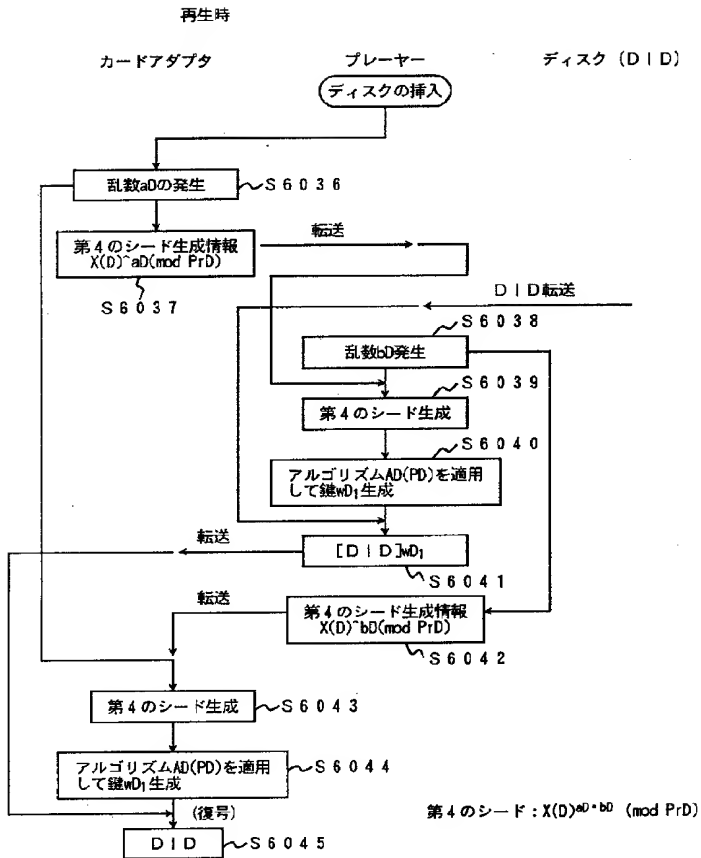 再生時
カードアダプタ
プレーヤー
ディスク(DID)
ディスクの挿入
乱数aDの発生
S6036
第4のシード生成情報
X(D)^aD(mod PrD)
転送
S6037
DID転送
S6038
乱数bD発生
S6039
第4のシード生成
S6040
アルゴリズムAD(PD)を適用
して鍵wD₁生成
転送
[DID]wD₁
S6041
転送
第4のシード生成情報
X(D)^bD(mod PrD)
S6042
第4のシード生成
S6043
アルゴリズムAD(PD)を適用
して鍵wD₁生成
S6044
(復号)
第4のシード:X(D)^aD・bD (mod PrD)
DID
S6045